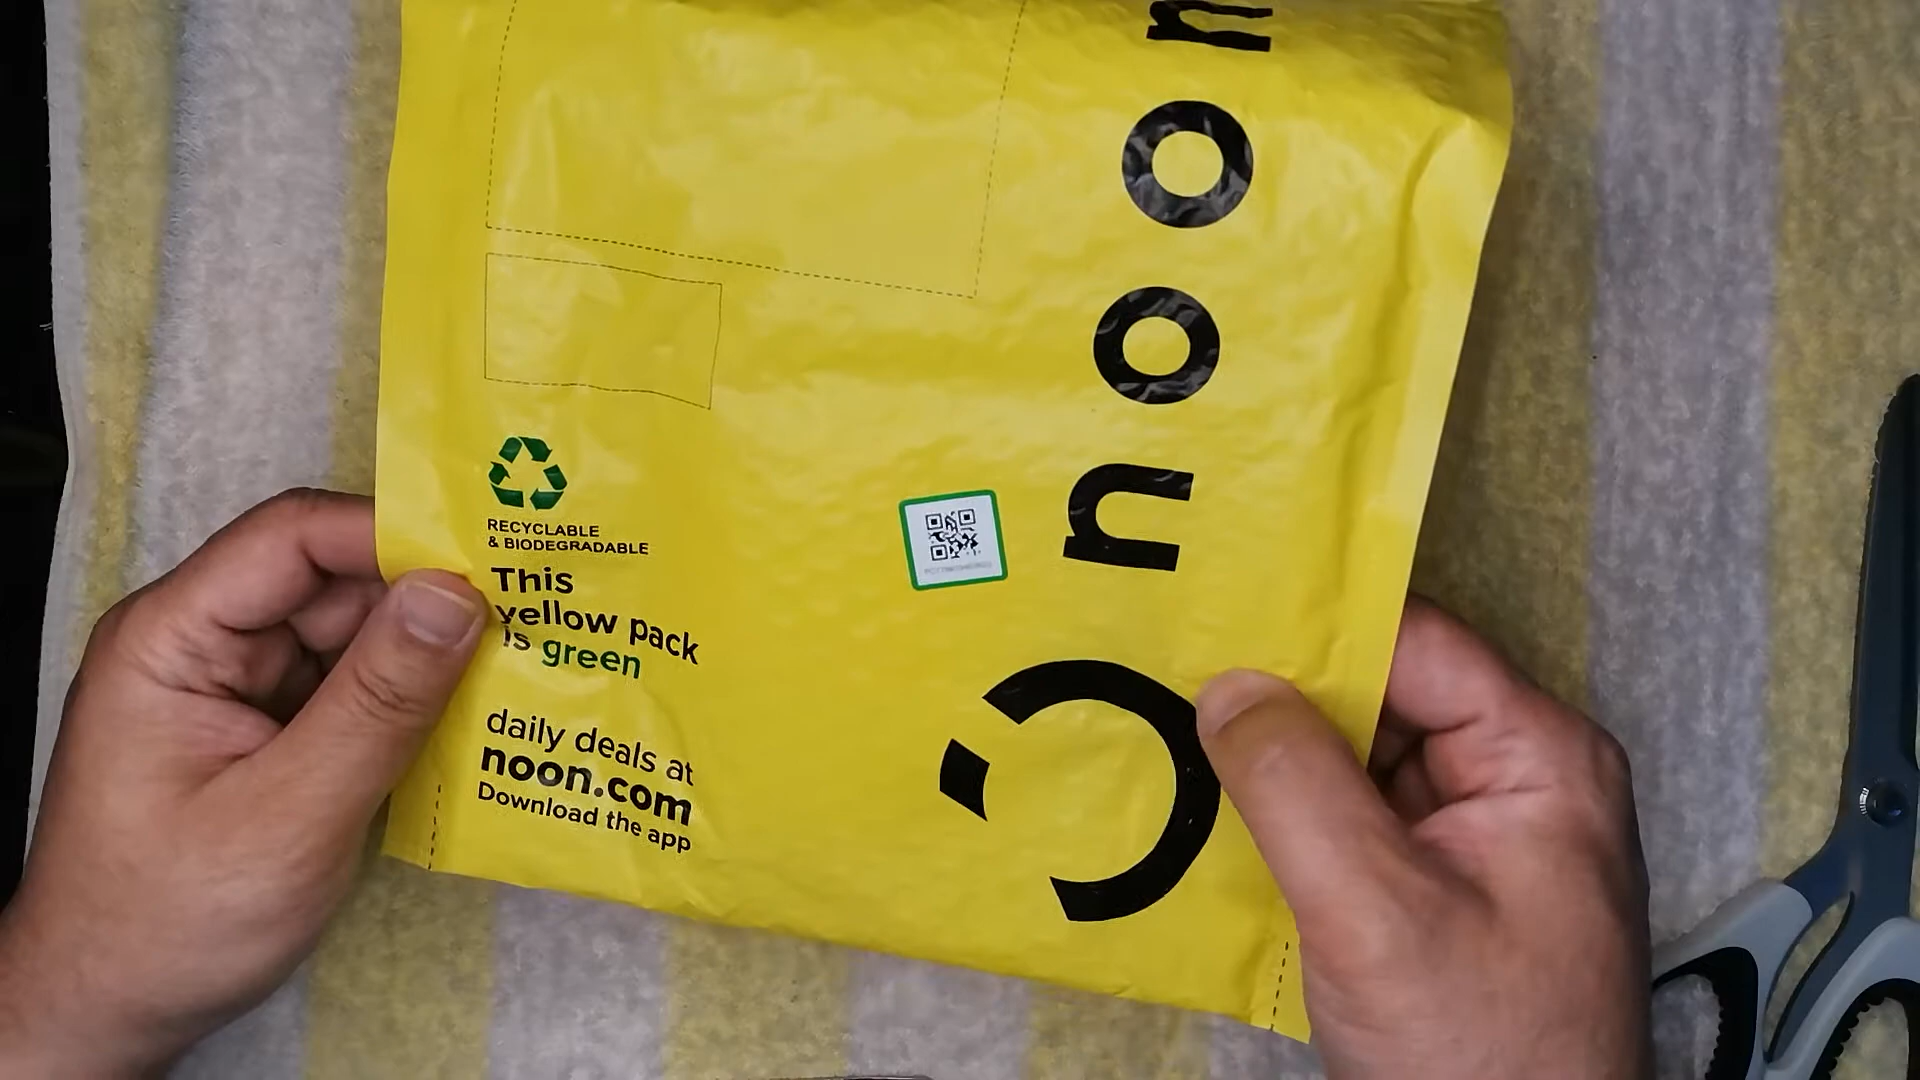 noon
RECYCLABLE
& BIODEGRADABLE
This
yellow pack
is green
daily deals at
noon.com
Download the app
ن